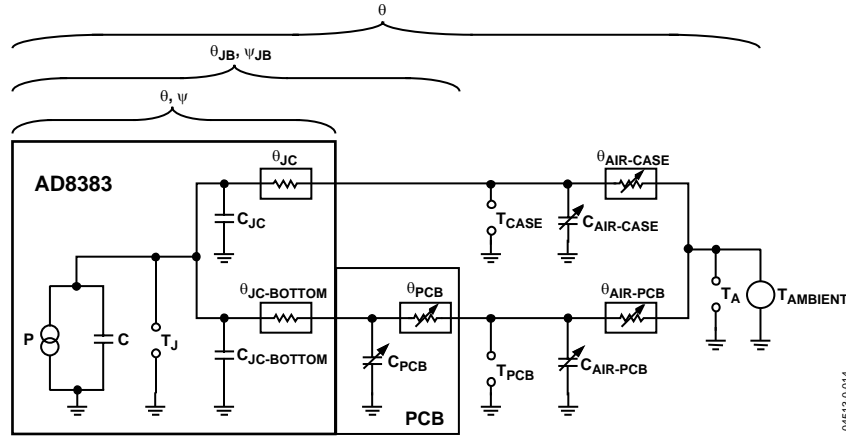 θ
θJB, ψJB
θ, ψ
AD8383
θJC
θAIR-CASE
CJC
TCASE
CAIR-CASE
θJC-BOTTOM
θPCB
θAIR-PCB
TA
TAMBIENT
P
C
TJ
CJC-BOTTOM
CPCB
TPCB
CAIR-PCB
PCB
04513-0-014